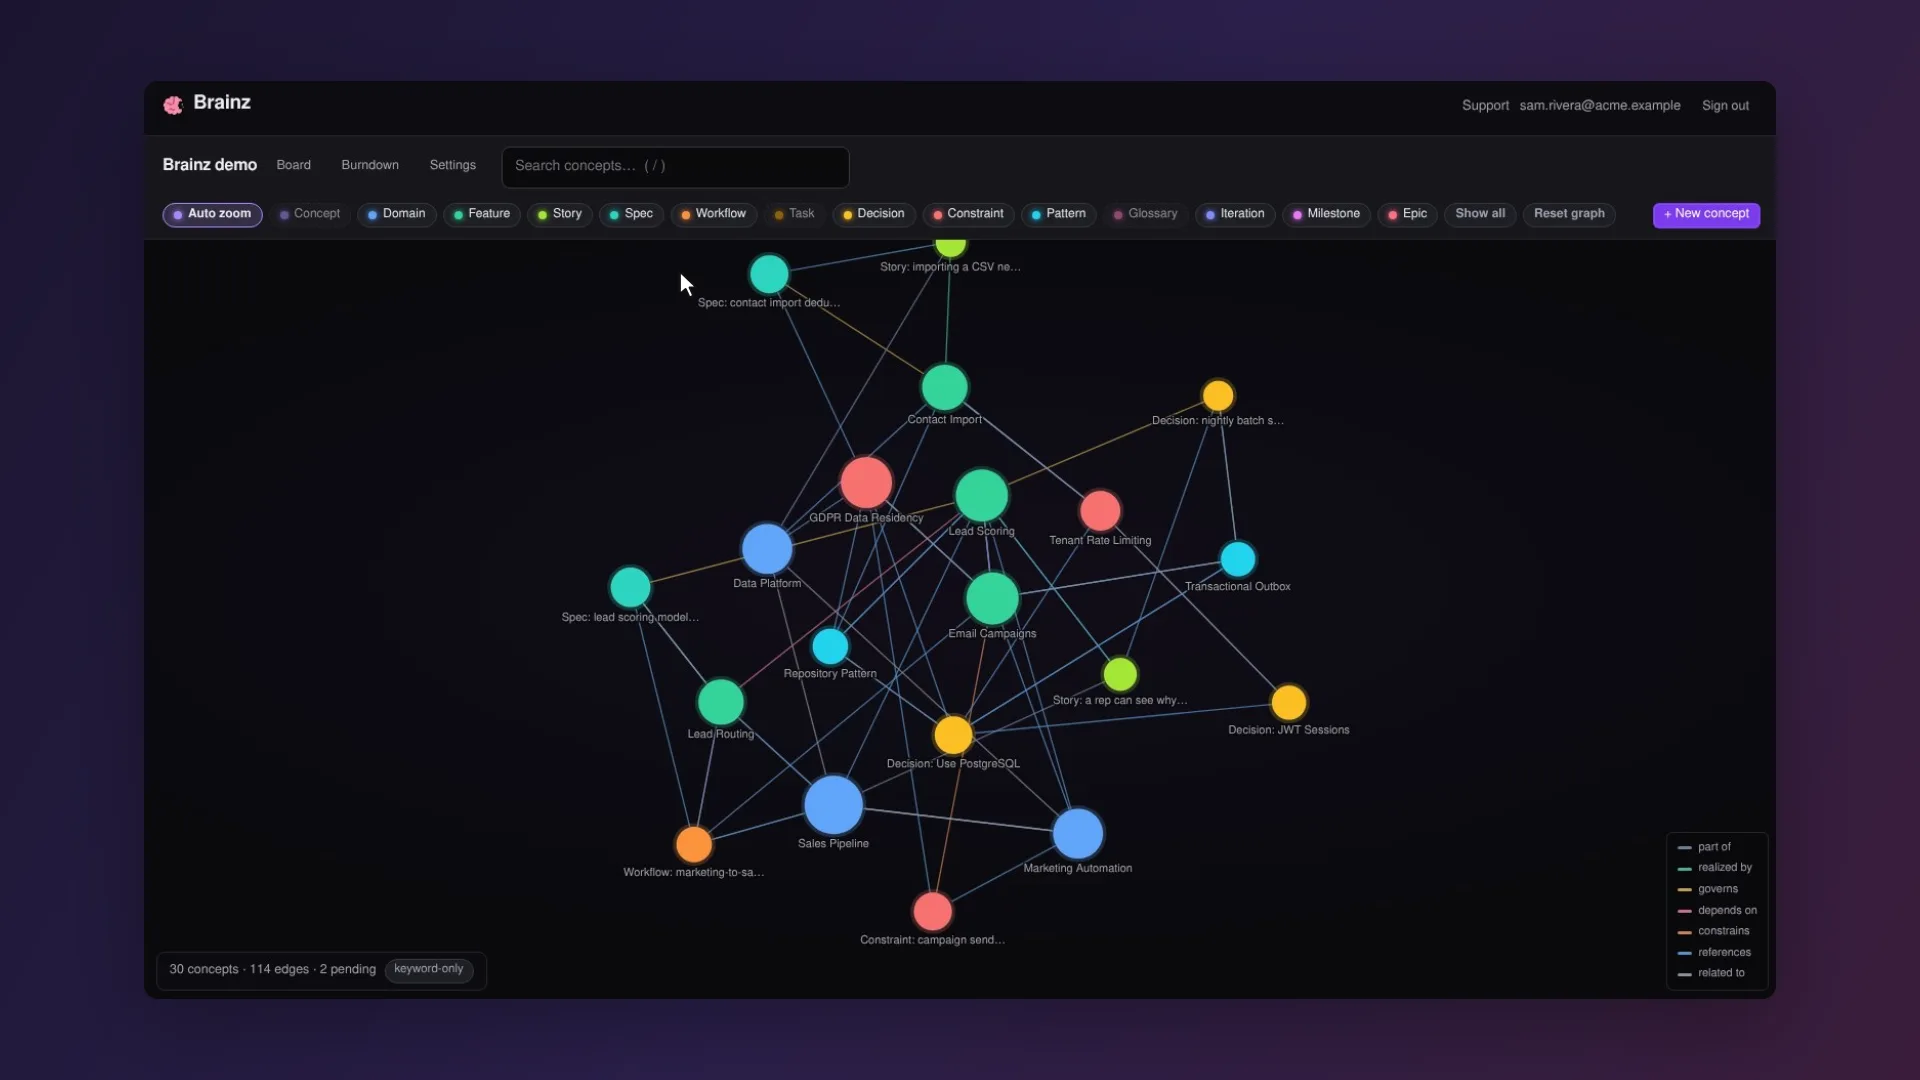 Brainz
Support sam.rivera@acme.example Sign out
Brainz demo Board Burndown Settings Search concepts… ( / )
Auto zoom Concept Domain Feature Story Spec Workflow Task Decision Constraint Pattern Glossary Iteration Milestone Epic Show all Reset graph + New concept
Story: importing a CSV ne…
Spec: contact import dedu…
Contact Import
Decision: nightly batch s…
GDPR Data Residency
Lead Scoring
Tenant Rate Limiting
Data Platform
Transactional Outbox
Spec: lead scoring model…
Email Campaigns
Repository Pattern
Story: a rep can see why…
Lead Routing
Decision: JWT Sessions
Decision: Use PostgreSQL
Sales Pipeline
Marketing Automation
Workflow: marketing-to-sa…
Constraint: campaign send…
part of
realized by
governs
depends on
constrains
references
related to
30 concepts · 114 edges · 2 pending keyword-only